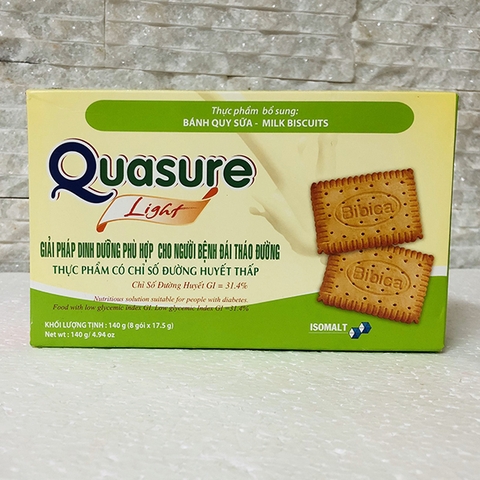 Thực phẩm bổ sung:
BÁNH QUY SỮA - MILK BISCUITS
Quasure
Light
GIẢI PHÁP DINH DƯỠNG PHÙ HỢP CHO NGƯỜI BỆNH ĐÁI THÁO ĐƯỜNG
THỰC PHẨM CÓ CHỈ SỐ ĐƯỜNG HUYẾT THẤP
Chỉ Số Đường Huyết GI = 31.4%
Nutritious solution suitable for people with diabetes.
Food with low glycemic index GI: Low glycemic index GI =31.4%
KHỐI LƯỢNG TỊNH : 140 g (8 gói x 17.5 g)
Net wt : 140 g/ 4.94 oz
Bibica
Bibica
ISOMALT